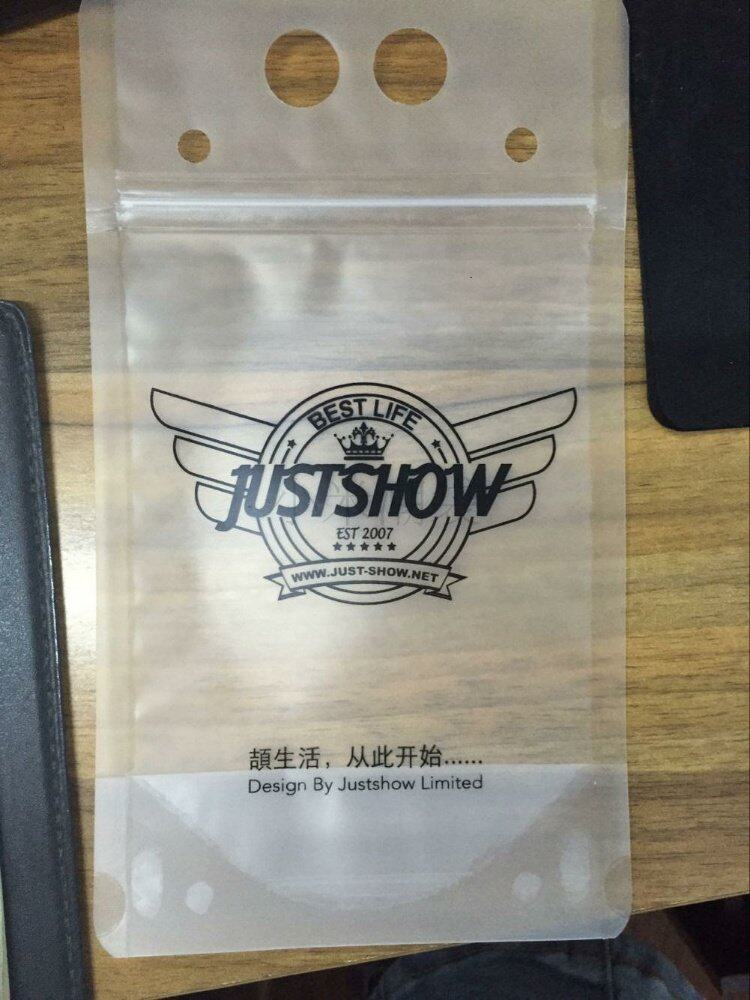 BEST LIFE
JUSTSHOW
EST 2007
WWW.JUST-SHOW.NET
頡生活，从此开始......
Design By Justshow Limited